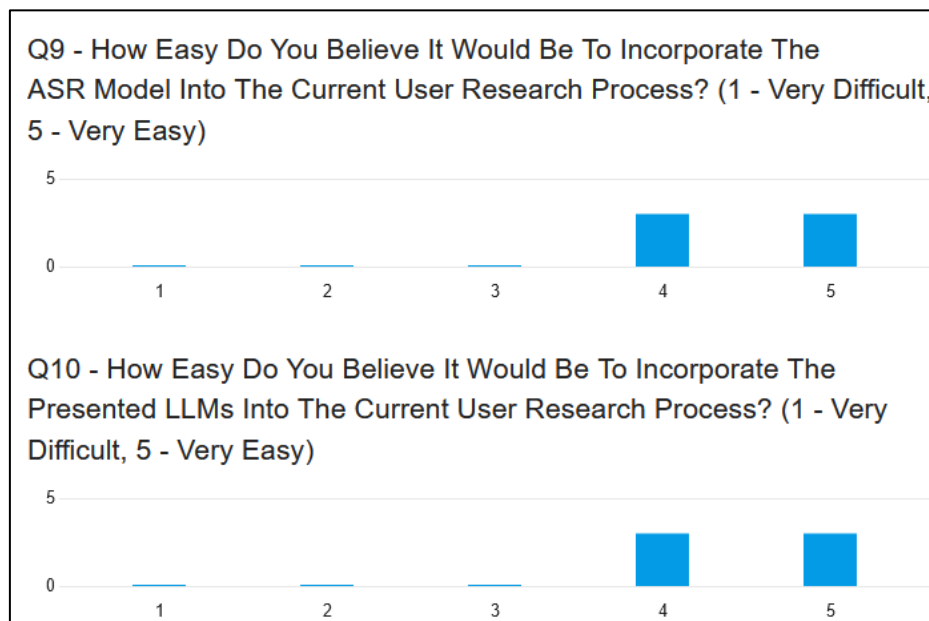 Q9 - How Easy Do You Believe It Would Be To Incorporate The
ASR Model Into The Current User Research Process? (1 - Very Difficult,
5 - Very Easy)
5
0
1 2 3 4 5
Q10 - How Easy Do You Believe It Would Be To Incorporate The
Presented LLMs Into The Current User Research Process? (1 - Very
Difficult, 5 - Very Easy)
5
0
1 2 3 4 5